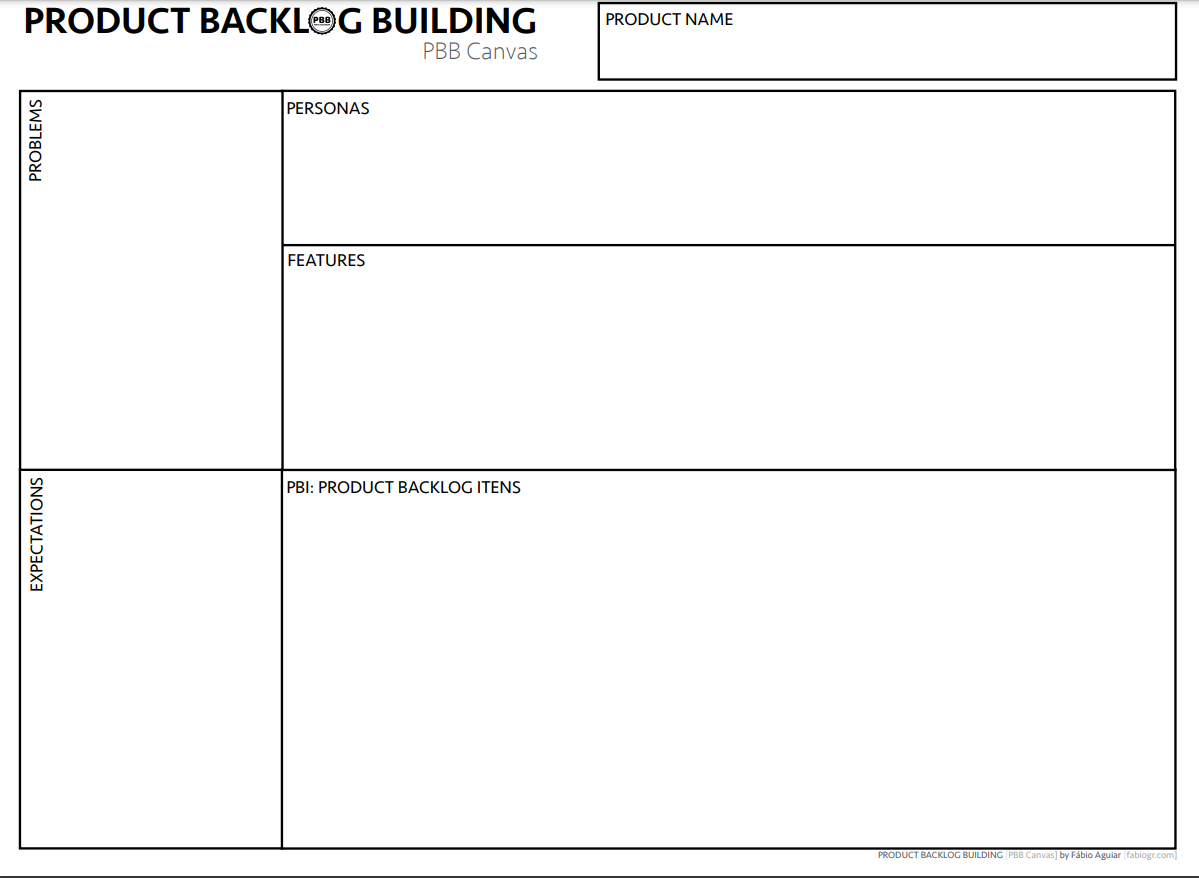 PRODUCT BACKLOG BUILDING
PBB
PBB Canvas
PRODUCT NAME
PROBLEMS
PERSONAS
FEATURES
EXPECTATIONS
PBI: PRODUCT BACKLOG ITENS
PRODUCT BACKLOG BUILDING [PBB Canvas] by Fábio Aguiar [fabiogr.com]